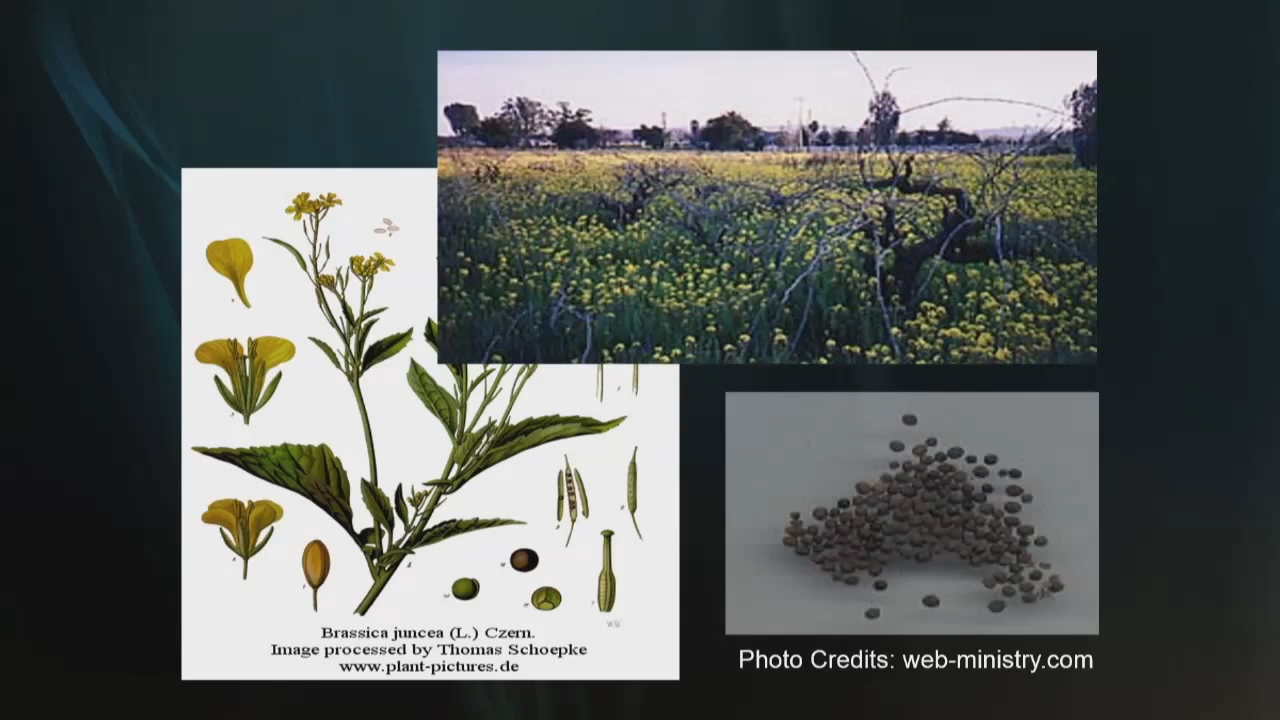 Brassica juncea (L.) Czern.
Image processed by Thomas Schoepke
www.plant-pictures.de
Photo Credits: web-ministry.com